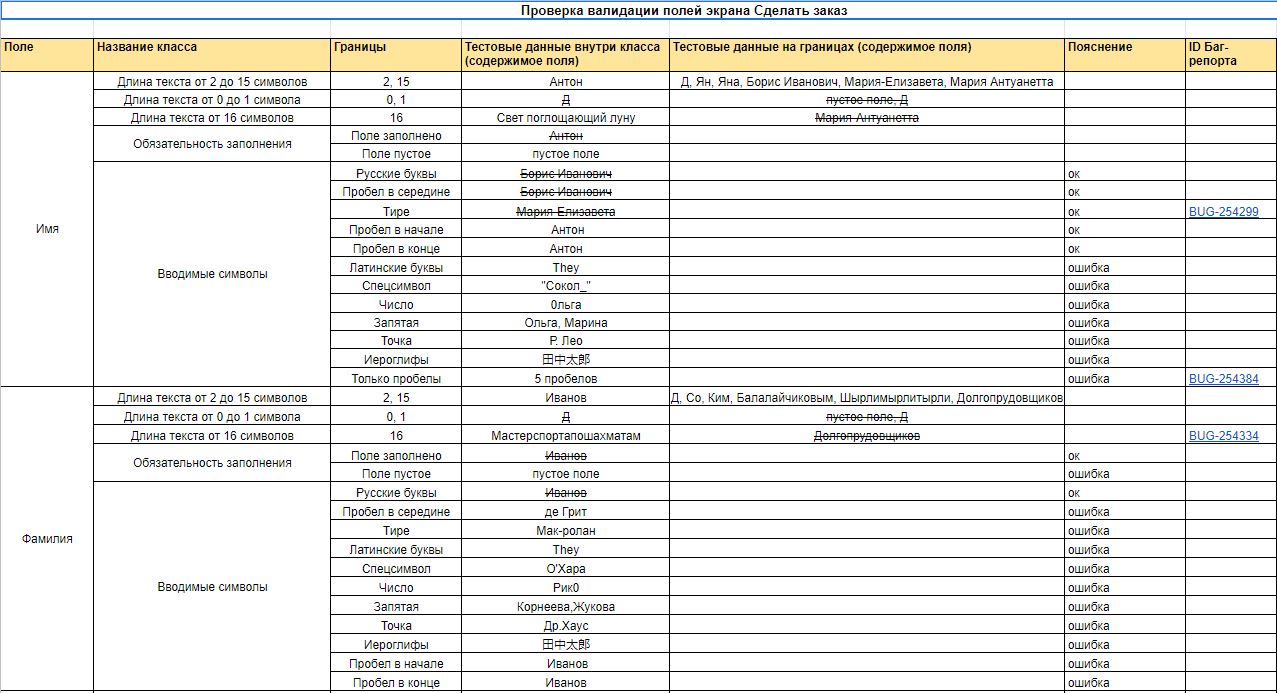 Проверка валидации полей экрана Сделать заказ
Поле Название класса Границы Тестовые данные внутри класса (содержимое поля) Тестовые данные на границах (содержимое поля) Пояснение ID Баг-репорта
Имя
Длина текста от 2 до 15 символов 2, 15 Антон Д, Ян, Яна, Борис Иванович, Мария-Елизавета, Мария Антуанетта
Длина текста от 0 до 1 символа 0, 1 Д пустое поле, Д
Длина текста от 16 символов 16 Свет поглощающий луну Мария Антуанетта
Обязательность заполнения
Поле заполнено Антон
Поле пустое пустое поле
Вводимые символы
Русские буквы Борис Иванович ок
Пробел в середине Борис Иванович ок
Тире Мария-Елизавета ок BUG-254299
Пробел в начале Антон ок
Пробел в конце Антон ок
Латинские буквы They ошибка
Спецсимвол "Сокол_" ошибка
Число 0льга ошибка
Запятая Ольга, Марина ошибка
Точка Р. Лео ошибка
Иероглифы 田中太郎 ошибка
Только пробелы 5 пробелов ошибка BUG-254384
Фамилия
Длина текста от 2 до 15 символов 2, 15 Иванов Д, Со, Ким, Балалайчиковым, Шырлимырлитырли, Долгопрудовщиков
Длина текста от 0 до 1 символа 0, 1 Д пустое поле, Д
Длина текста от 16 символов 16 Мастерспортапошахматам Долгопрудовщиков BUG-254334
Обязательность заполнения
Поле заполнено Иванов ок
Поле пустое пустое поле ошибка
Вводимые символы
Русские буквы Иванов ок
Пробел в середине де Грит ошибка
Тире Мак-ролан ошибка
Латинские буквы They ошибка
Спецсимвол О'Хара ошибка
Число Рик0 ошибка
Запятая Корнеева,Жукова ошибка
Точка Др.Хаус ошибка
Иероглифы 田中太郎 ошибка
Пробел в начале Иванов ошибка
Пробел в конце Иванов ошибка